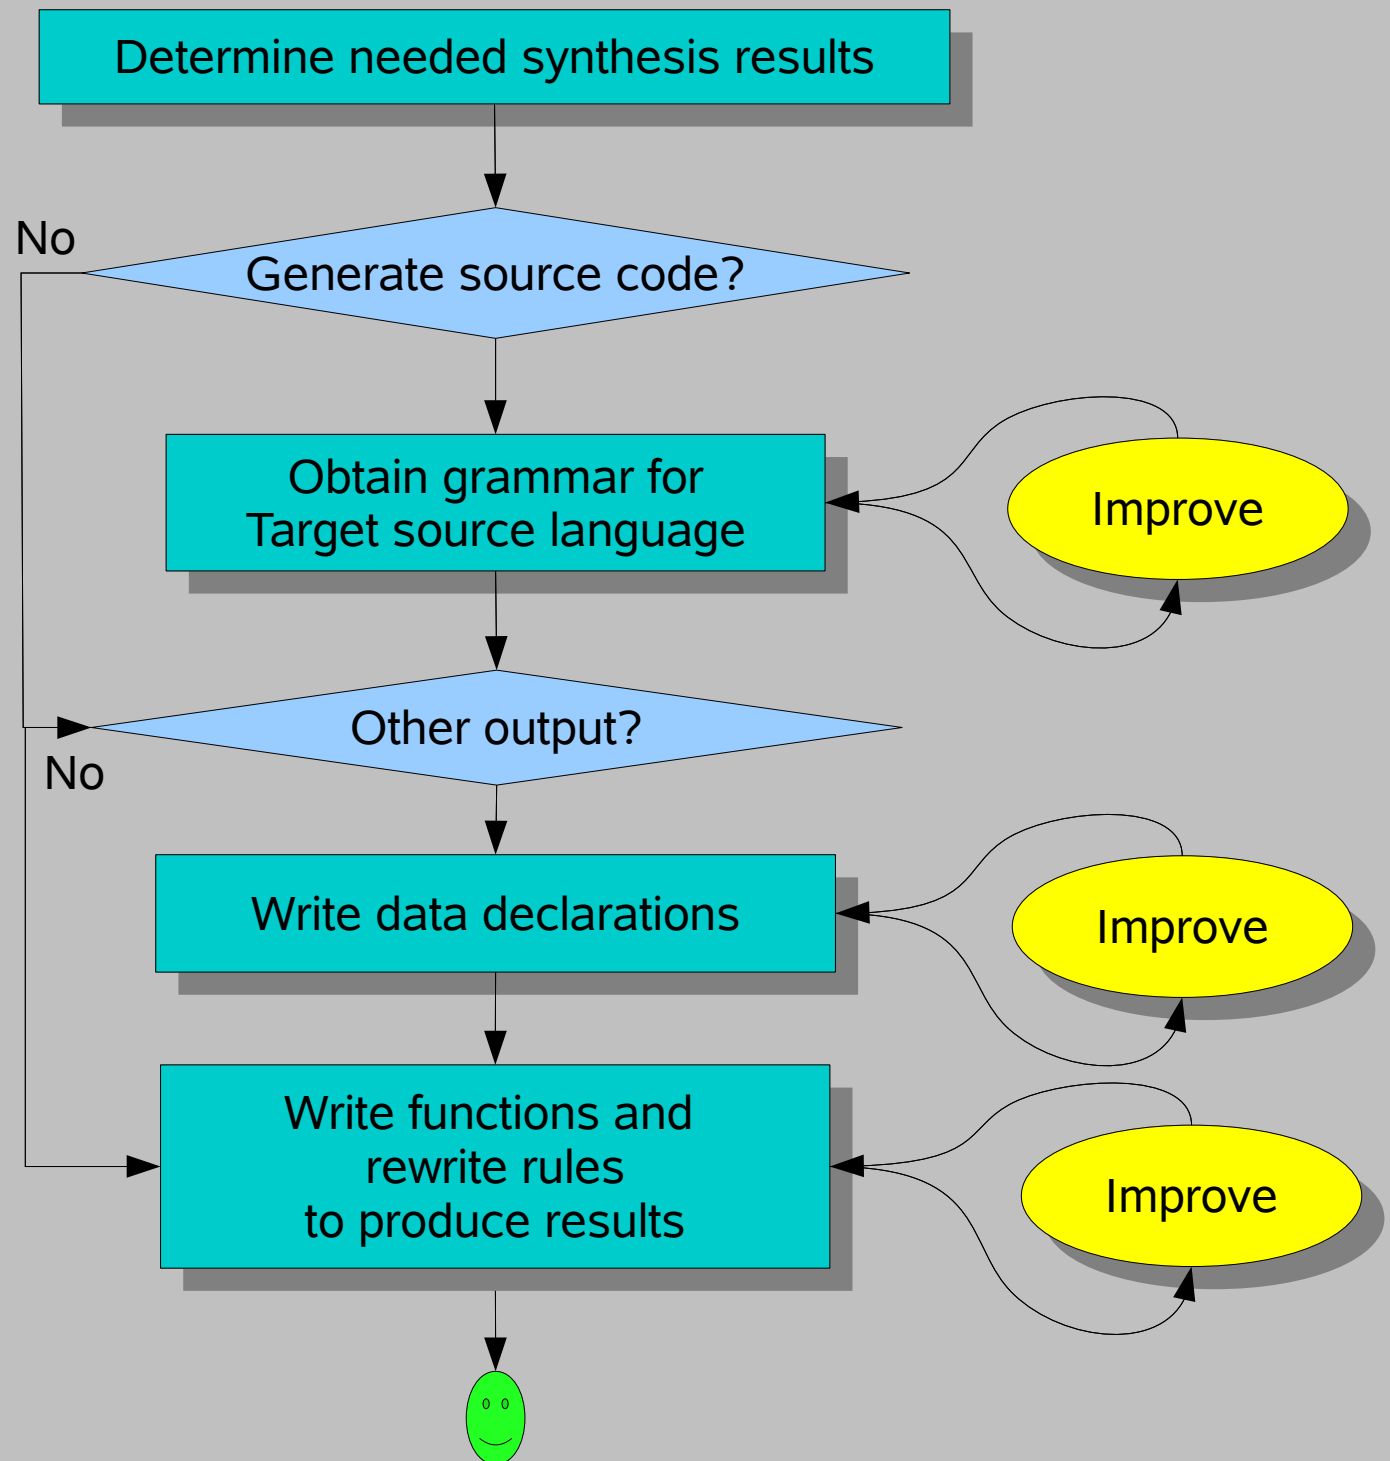 Determine needed synthesis results
No
Generate source code?
Obtain grammar for
Target source language
Improve
Other output?
No
Write data declarations
Improve
Write functions and
rewrite rules
to produce results
Improve